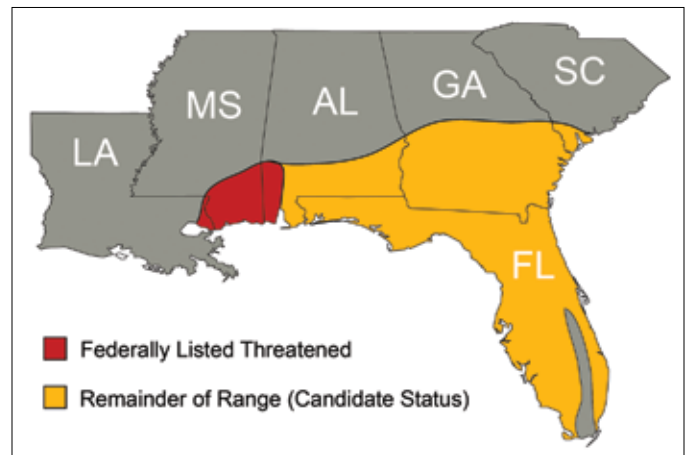 SC
GA
MS
AL
LA
FL
Federally Listed Threatened
Remainder of Range (Candidate Status)